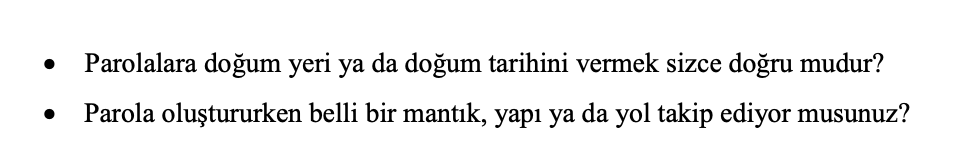 • Parolalara doğum yeri ya da doğum tarihini vermek sizce doğru mudur?
• Parola oluştururken belli bir mantık, yapı ya da yol takip ediyor musunuz?